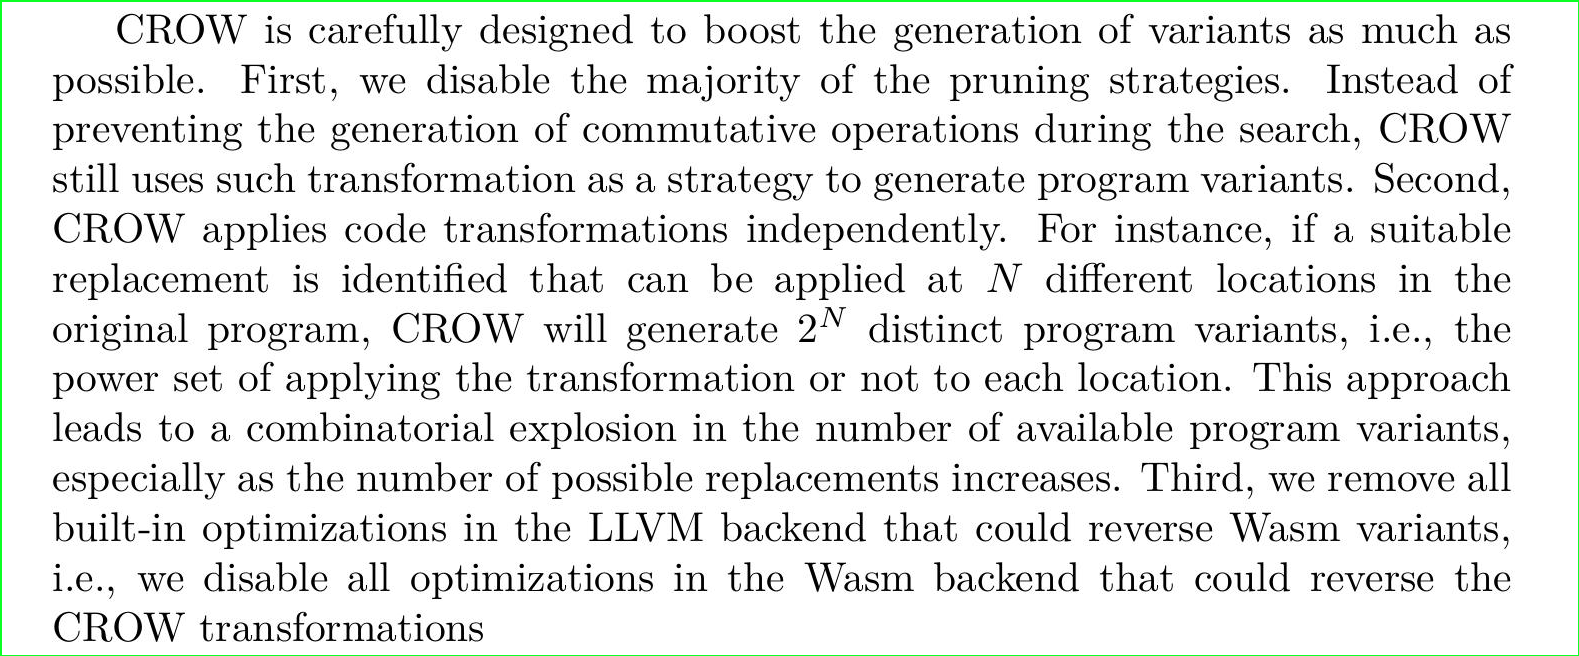 CROW is carefully designed to boost the generation of variants as much as
possible. First, we disable the majority of the pruning strategies. Instead of
preventing the generation of commutative operations during the search, CROW
still uses such transformation as a strategy to generate program variants. Second,
CROW applies code transformations independently. For instance, if a suitable
replacement is identified that can be applied at N different locations in the
original program, CROW will generate 2^N distinct program variants, i.e., the
power set of applying the transformation or not to each location. This approach
leads to a combinatorial explosion in the number of available program variants,
especially as the number of possible replacements increases. Third, we remove all
built-in optimizations in the LLVM backend that could reverse Wasm variants,
i.e., we disable all optimizations in the Wasm backend that could reverse the
CROW transformations